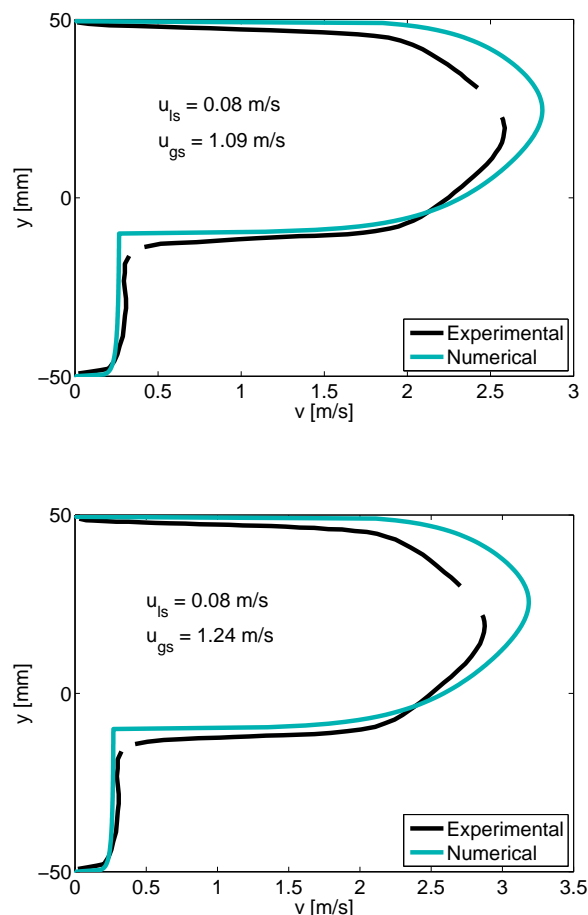 50
u_ls = 0.08 m/s
u_gs = 1.09 m/s
y [mm]
0
Experimental
Numerical
−50
0 0.5 1 1.5 2 2.5 3
v [m/s]
50
u_ls = 0.08 m/s
u_gs = 1.24 m/s
y [mm]
0
Experimental
Numerical
−50
0 0.5 1 1.5 2 2.5 3 3.5
v [m/s]